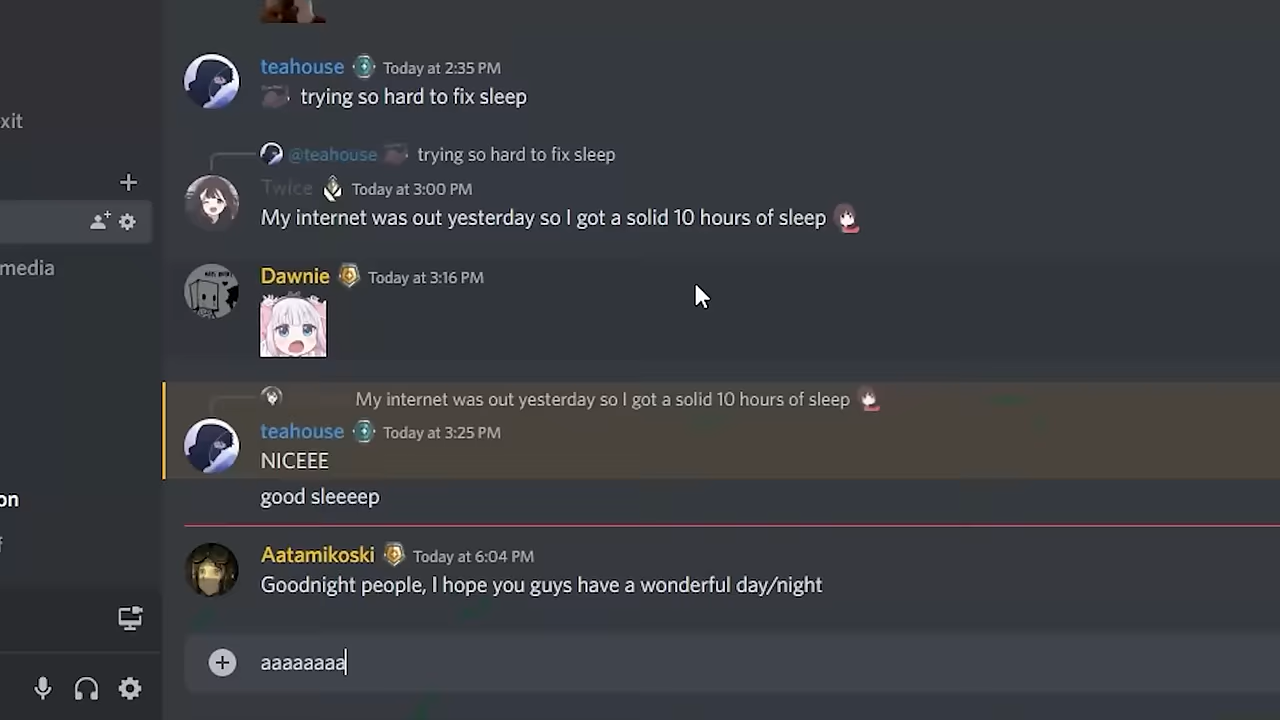 teahouse Today at 2:35 PM
trying so hard to fix sleep
xit
@teahouse trying so hard to fix sleep
Twice Today at 3:00 PM
My internet was out yesterday so I got a solid 10 hours of sleep
media
Dawnie Today at 3:16 PM
My internet was out yesterday so I got a solid 10 hours of sleep
teahouse Today at 3:25 PM
NICEEE
good sleeeep
on
Aatamikoski Today at 6:04 PM
Goodnight people, I hope you guys have a wonderful day/night
aaaaaaaa